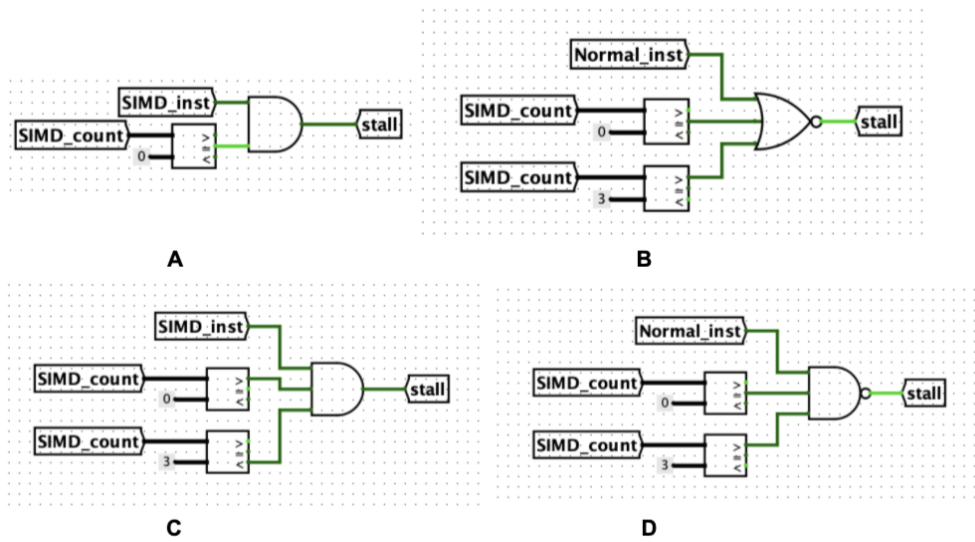 SIMD_inst
SIMD_count
0
>
=
<
stall
A
Normal_inst
SIMD_count
0
>
=
<
SIMD_count
3
>
=
<
stall
B
SIMD_inst
SIMD_count
0
>
=
<
SIMD_count
3
>
=
<
stall
C
Normal_inst
SIMD_count
0
>
=
<
SIMD_count
3
>
=
<
stall
D